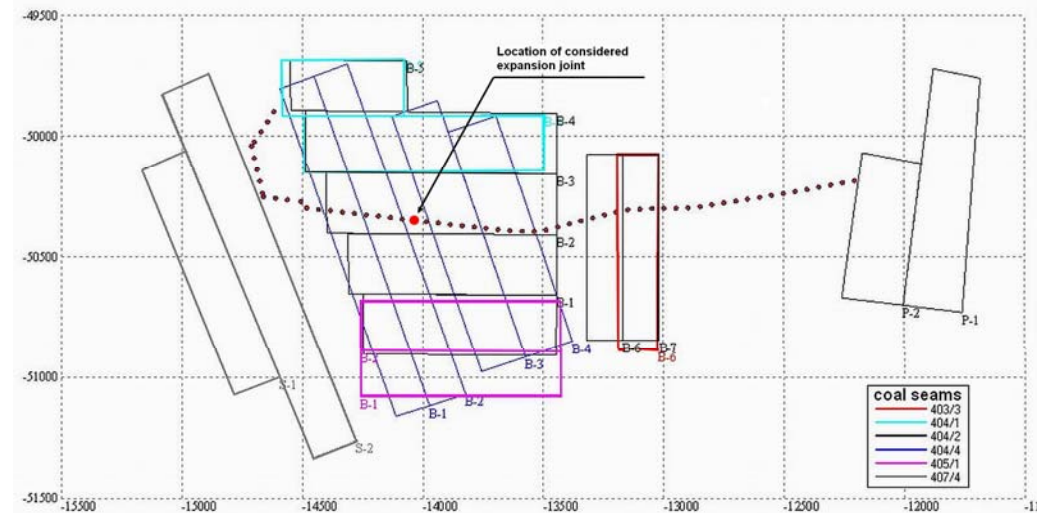 -49500
Location of considered
expansion joint
B-5
-50000
B-4
B-3
B-2
-50500
B-1
B-2
B-3
B-4
B-6
B-7
B-6
P-2
P-1
-51000
S-1
B-1
B-1
B-2
S-2
coal seams
403/3
404/1
404/2
404/4
405/1
407/4
-51500
-15500
-15000
-14500
-14000
-13500
-13000
-12500
-12000